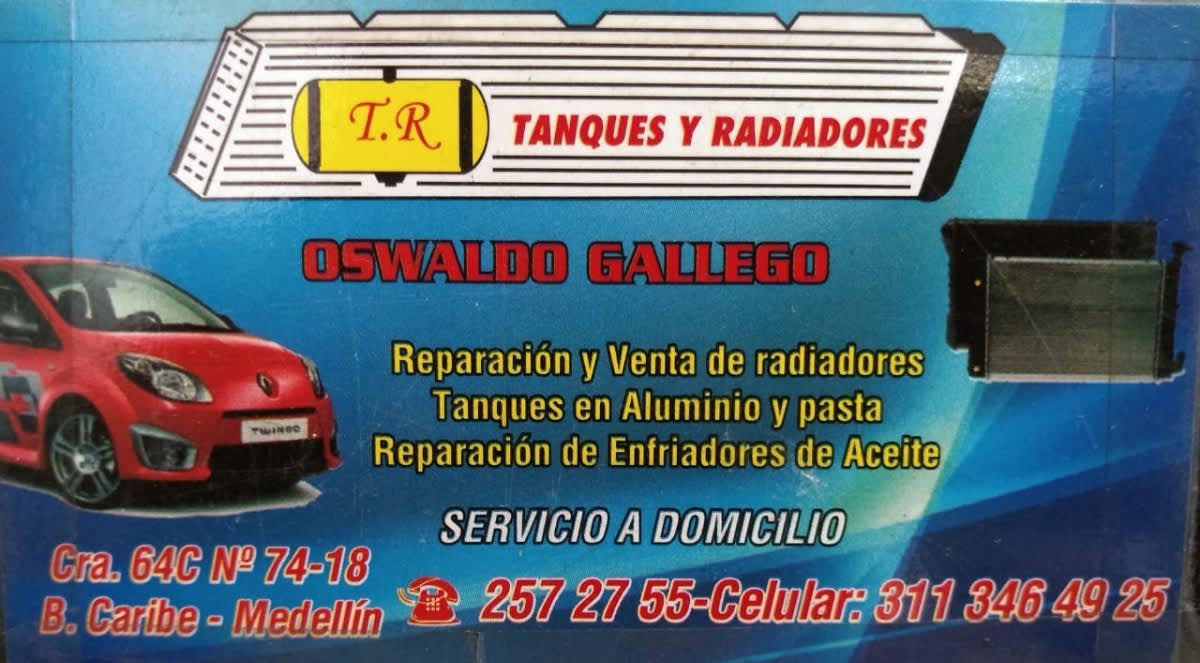 T.R
TANQUES Y RADIADORES
OSWALDO GALLEGO
Reparación y Venta de radiadores
Tanques en Aluminio y pasta
Reparación de Enfriadores de Aceite
TWINGO
SERVICIO A DOMICILIO
Cra. 64C Nº 74-18
B. Caribe - Medellín
257 27 55-Celular: 311 346 49 25